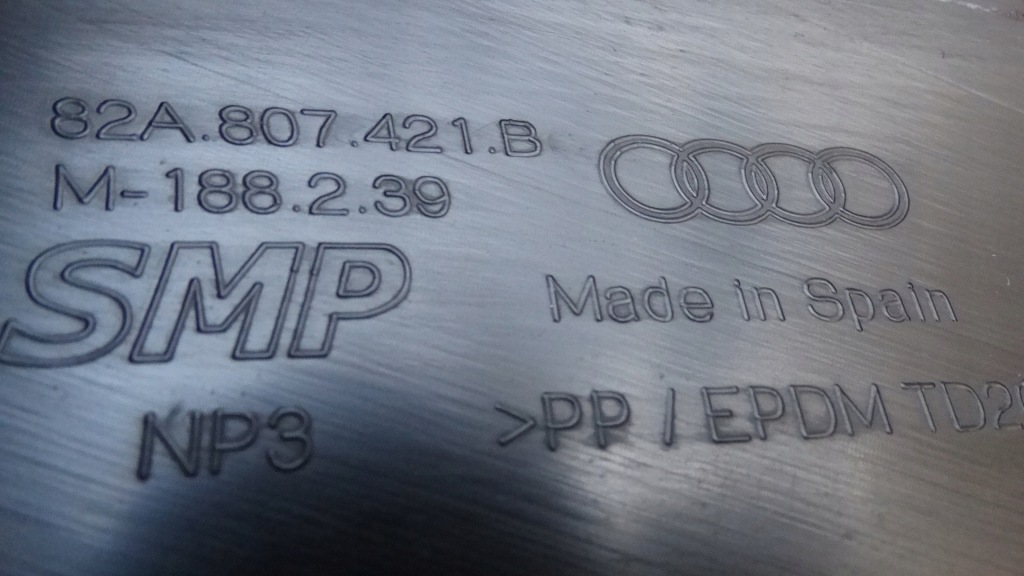 82A.807.421.B
M-188.2.39
SMP
Made in Spain
NP3
>PP / EPDM